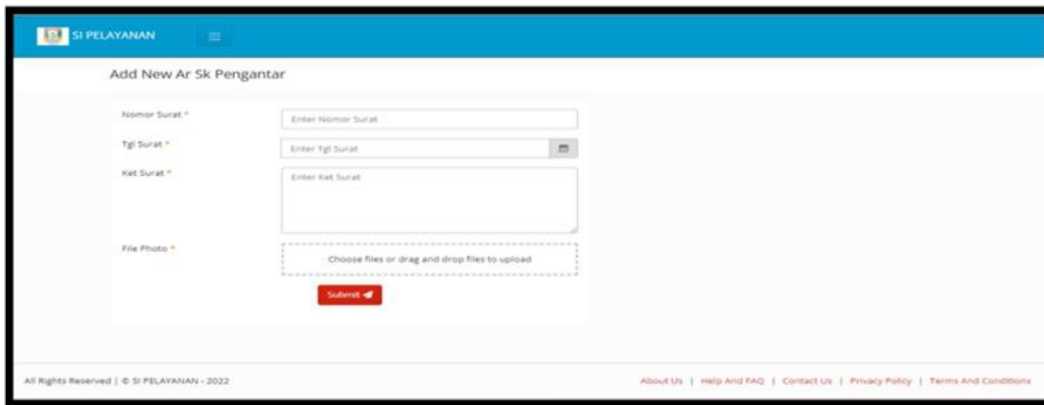 SI PELAYANAN
Add New Ar Sk Pengantar
Nomor Surat *
Enter Nomor Surat
Tgl Surat *
Enter Tgl Surat
Ket Surat *
Enter Ket Surat
File Photo *
Choose files or drag and drop files to upload
Submit
All Rights Reserved | © SI PELAYANAN - 2022
About Us | Help And FAQ | Contact Us | Privacy Policy | Terms And Conditions